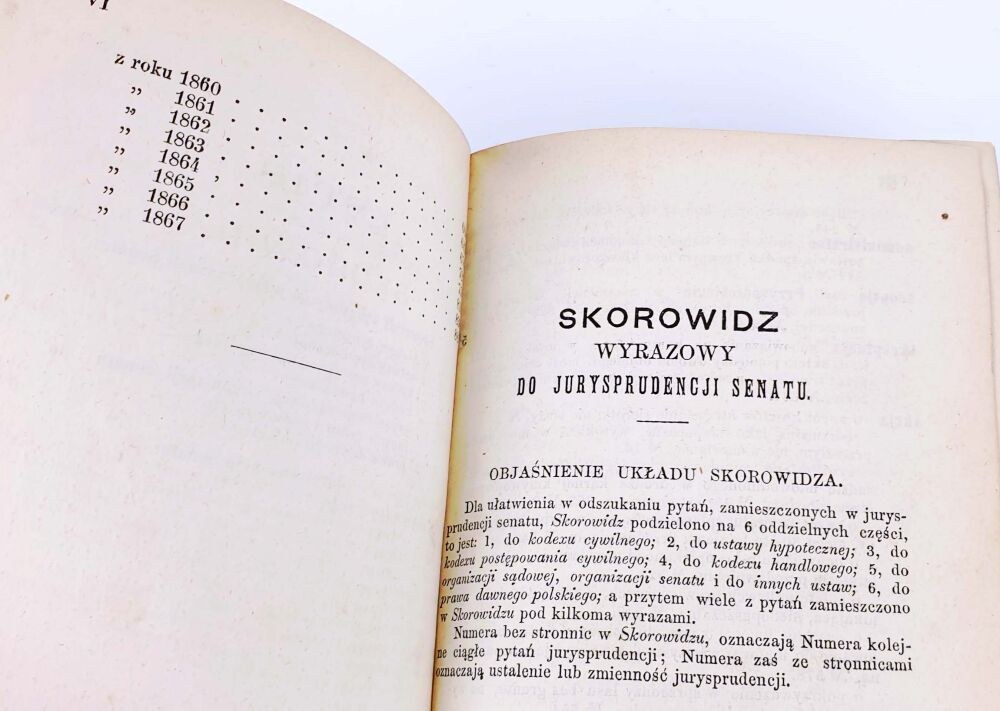 VI
z roku 1860 . . . . . . . . .
„ 1861 . . . . . . . . .
„ 1862 . . . . . . . . .
„ 1863 . . . . . . . . .
„ 1864 , . . . . . . . .
„ 1865 . . . . . . . . .
„ 1866 . . . . . . . . .
„ 1867 . . . . . . . . .
SKOROWIDZ
WYRAZOWY
DO JURYSPRUDENCJI SENATU.
OBJAŚNIENIE UKŁADU SKOROWIDZA.
Dla ułatwienia w odszukaniu pytań, zamieszczonych w jurys-
prudencji senatu, Skorowidz podzielono na 6 oddzielnych części,
to jest: 1, do kodexu cywilnego; 2, do ustawy hypotecznej; 3, do
kodexu postępowania cywilnego; 4, do kodexu handlowego; 5, do
organizacji sądowej, organizacji senatu i do innych ustaw; 6, do
prawa dawnego polskiego; a przytem wiele z pytań zamieszczono
w Skorowidzu pod kilkoma wyrazami.
Numera bez stronnic w Skorowidzu, oznaczają Numera kolej-
ne ciągłe pytań jurysprudencji; Numera zaś ze stronnicami
oznaczają ustalenie lub zmienność jurysprudencji.